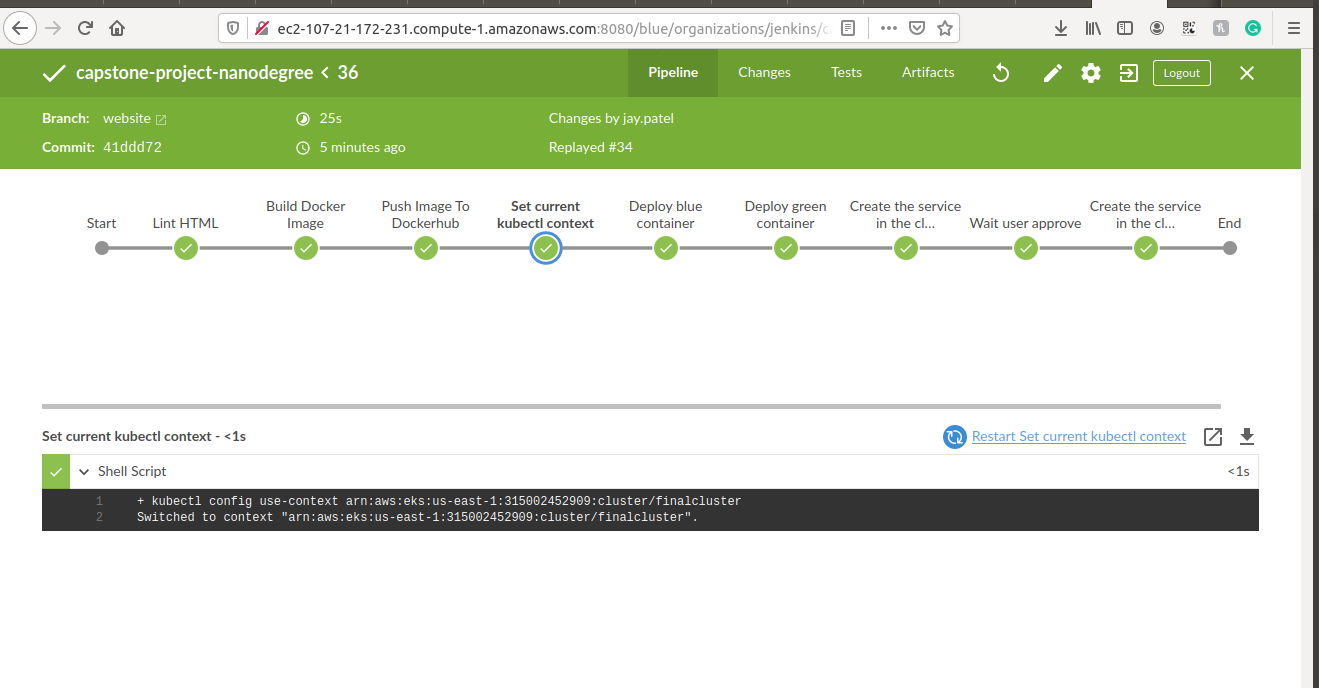 ec2-107-21-172-231.compute-1.amazonaws.com:8080/blue/organizations/jenkins/c
capstone-project-nanodegree < 36
Pipeline
Changes
Tests
Artifacts
Logout
Branch: website
25s
Changes by jay.patel
Commit: 41ddd72
5 minutes ago
Replayed #34
Start
Lint HTML
Build Docker
Image
Push Image To
Dockerhub
Set current
kubectl context
Deploy blue
container
Deploy green
container
Create the service
in the cl...
Wait user approve
Create the service
in the cl...
End
Set current kubectl context - <1s
Restart Set current kubectl context
Shell Script
<1s
1 + kubectl config use-context arn:aws:eks:us-east-1:315002452909:cluster/finalcluster
2 Switched to context "arn:aws:eks:us-east-1:315002452909:cluster/finalcluster".